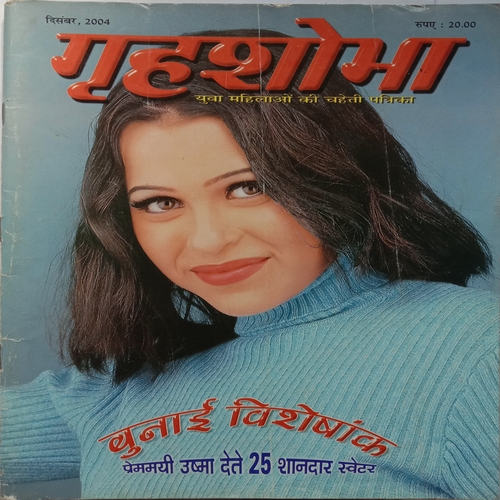 दिसंबर, 2004
रुपए : 20.00
गृहशोभा
युवा महिलाओं की चहेती पत्रिका
बुनाई विशेषांक
प्रेममयी उष्मा देते 25 शानदार स्वेटर